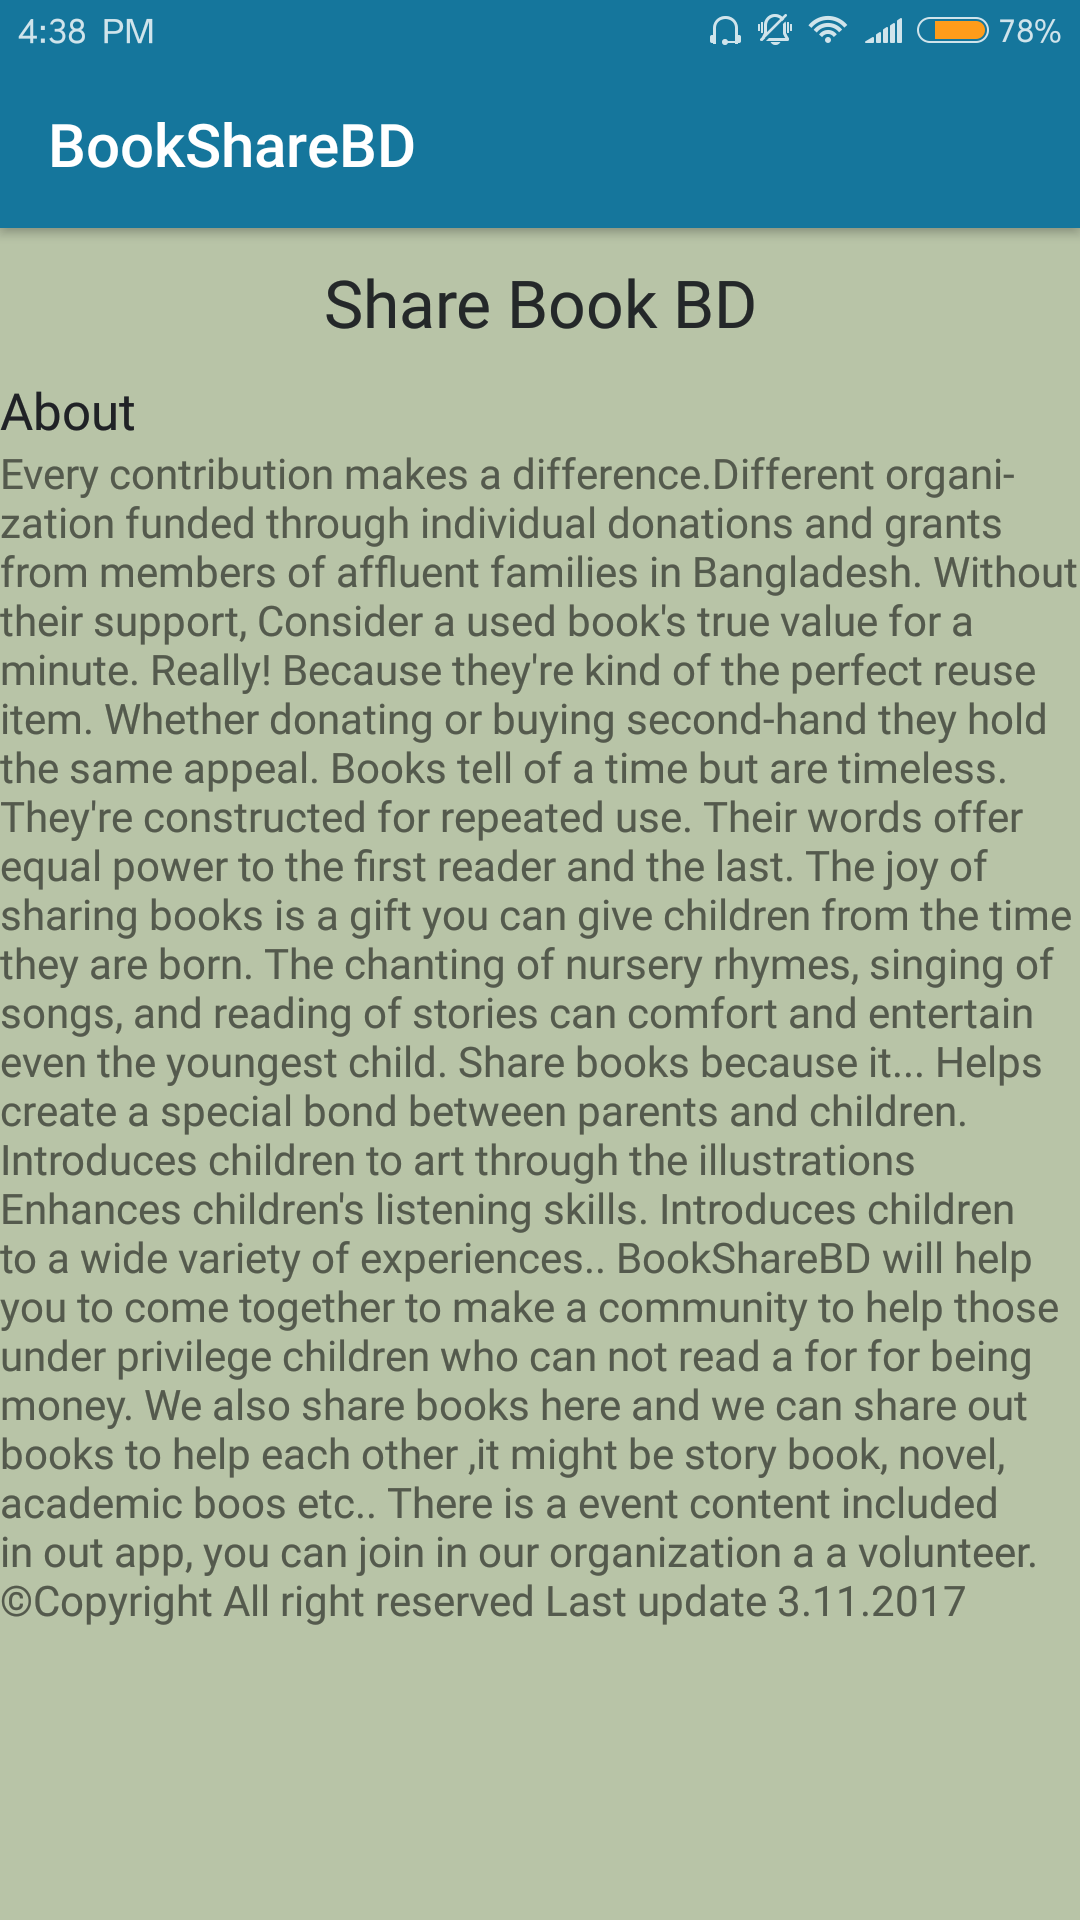 4:38 PM
78%
BookShareBD
Share Book BD
About
Every contribution makes a difference.Different organi-
zation funded through individual donations and grants
from members of affluent families in Bangladesh. Without
their support, Consider a used book's true value for a
minute. Really! Because they're kind of the perfect reuse
item. Whether donating or buying second-hand they hold
the same appeal. Books tell of a time but are timeless.
They're constructed for repeated use. Their words offer
equal power to the first reader and the last. The joy of
sharing books is a gift you can give children from the time
they are born. The chanting of nursery rhymes, singing of
songs, and reading of stories can comfort and entertain
even the youngest child. Share books because it... Helps
create a special bond between parents and children.
Introduces children to art through the illustrations
Enhances children's listening skills. Introduces children
to a wide variety of experiences.. BookShareBD will help
you to come together to make a community to help those
under privilege children who can not read a for for being
money. We also share books here and we can share out
books to help each other ,it might be story book, novel,
academic boos etc.. There is a event content included
in out app, you can join in our organization a a volunteer.
©Copyright All right reserved Last update 3.11.2017